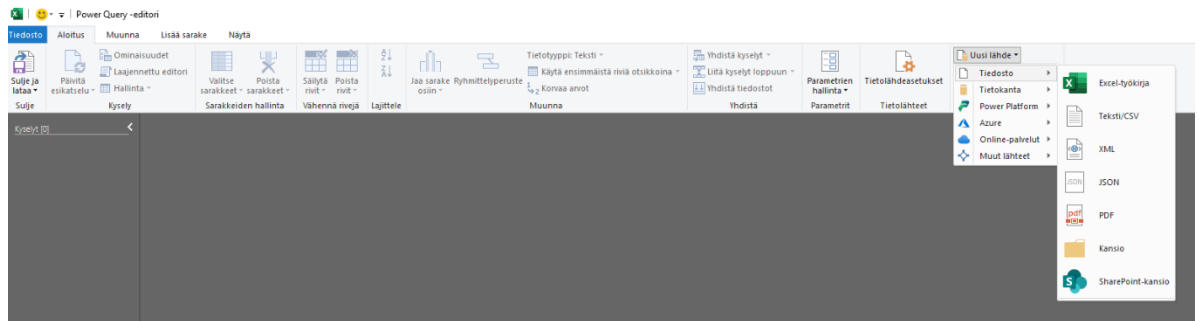 Power Query -editori
Tiedosto Aloitus Muunna Lisää sarake Näytä
Sulje ja lataa
Sulje
Päivitä esikatselu
Ominaisuudet
Laajennettu editori
Hallinta
Kysely
Valitse sarakkeet
Poista sarakkeet
Sarakkeiden hallinta
Säilytä rivit
Poista rivit
Vähennä rivejä
Lajittele
Jaa sarake osiin
Ryhmittelyperuste
Tietotyyppi: Teksti
Käytä ensimmäistä riviä otsikkoina
Korvaa arvot
Muunna
Yhdistä kyselyt
Liitä kyselyt loppuun
Yhdistä tiedostot
Yhdistä
Parametrien hallinta
Parametrit
Tietolähdeasetukset
Tietolähteet
Uusi lähde
Tiedosto
Tietokanta
Power Platform
Azure
Online-palvelut
Muut lähteet
Excel-työkirja
Teksti/CSV
XML
JSON
JSON
pdf
PDF
Kansio
SharePoint-kansio
Kyselyt [0]